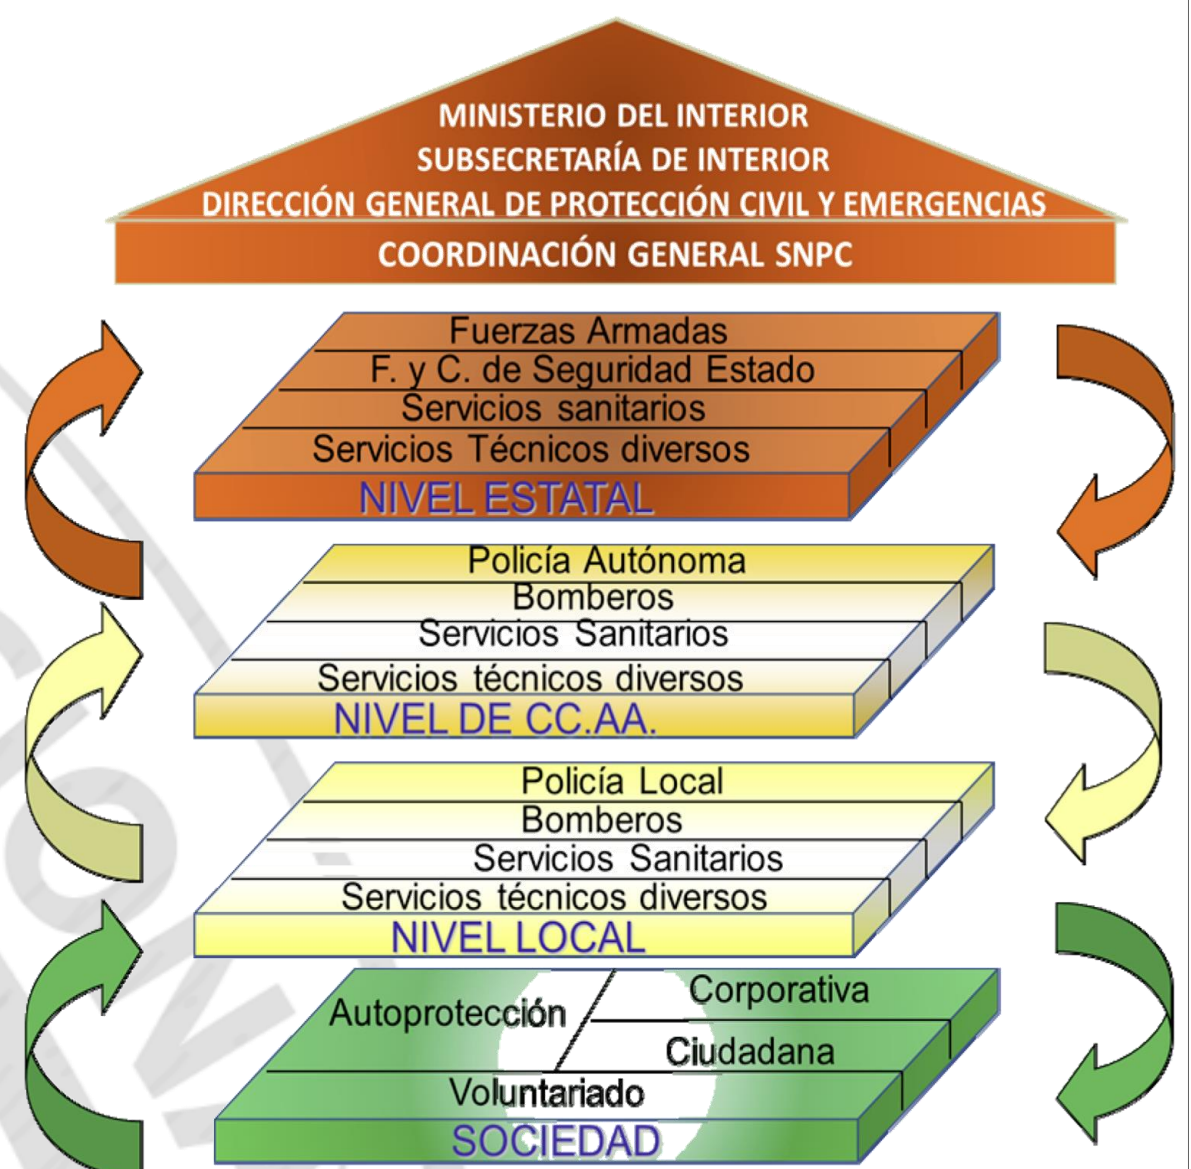 MINISTERIO DEL INTERIOR
SUBSECRETARÍA DE INTERIOR
DIRECCIÓN GENERAL DE PROTECCIÓN CIVIL Y EMERGENCIAS
COORDINACIÓN GENERAL SNPC
Fuerzas Armadas
F. y C. de Seguridad Estado
Servicios sanitarios
Servicios Técnicos diversos
NIVEL ESTATAL
Policía Autónoma
Bomberos
Servicios Sanitarios
Servicios técnicos diversos
NIVEL DE CC.AA.
Policía Local
Bomberos
Servicios Sanitarios
Servicios técnicos diversos
NIVEL LOCAL
Autoprotección
Corporativa
Ciudadana
Voluntariado
SOCIEDAD